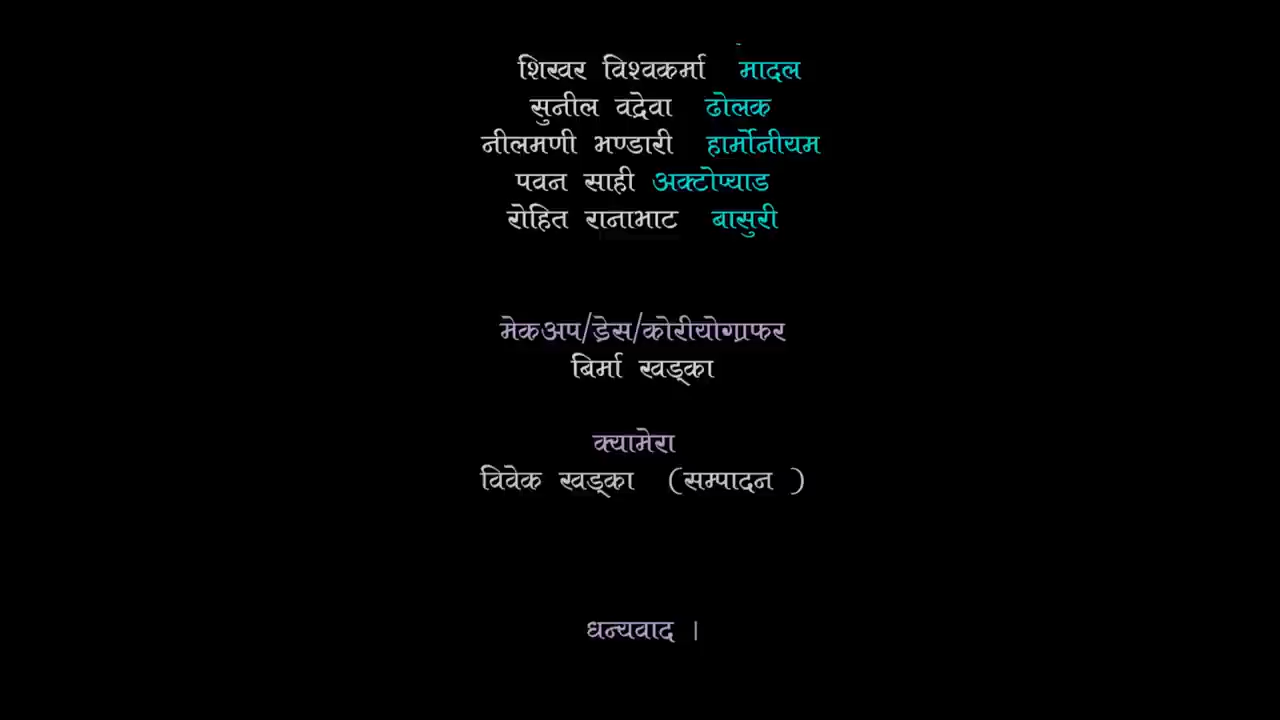 शिखर विश्वकर्मा मादल
सुनील वद्रेवा ढोलक
नीलमणी भण्डारी हार्मोनीयम
पवन साही अक्टोप्याड
रोहित रानाभाट बासुरी
मेकअप/ड्रेस/कोरीयोग्राफर
बिर्मा खड्का
क्यामेरा
विवेक खड्का (सम्पादन )
धन्यवाद |